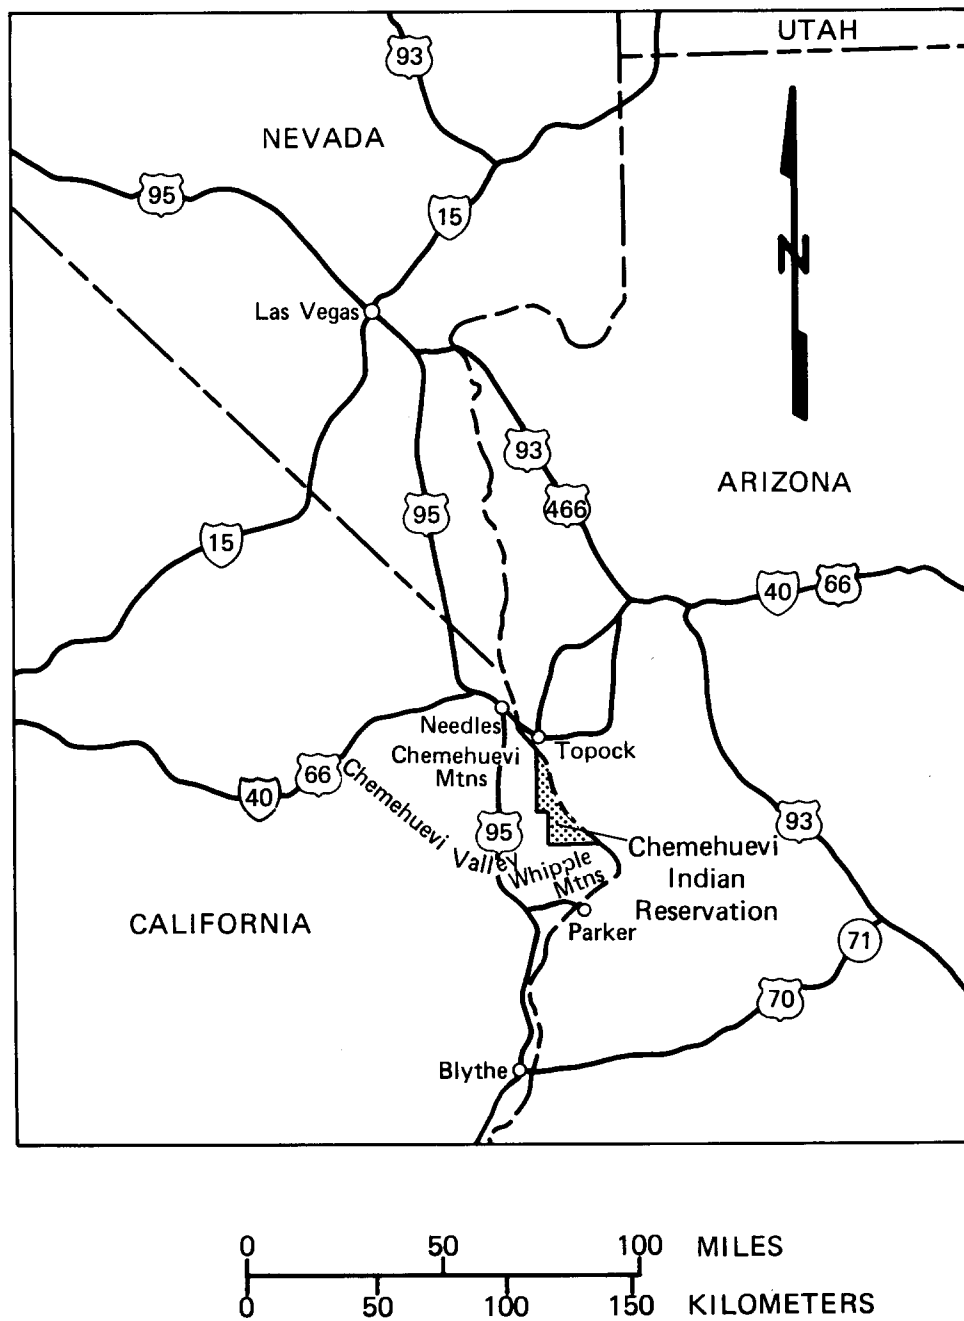 UTAH
93
NEVADA
95
15
N
Las Vegas
93
ARIZONA
466
95
15
40
66
Needles
Topock
Chemehuevi
Mtns
66
40
Chemehuevi Valley
95
93
Chemehuevi
Indian
Reservation
Whipple
Mtns
CALIFORNIA
Parker
71
70
Blythe
0 50 100 MILES
0 50 100 150 KILOMETERS